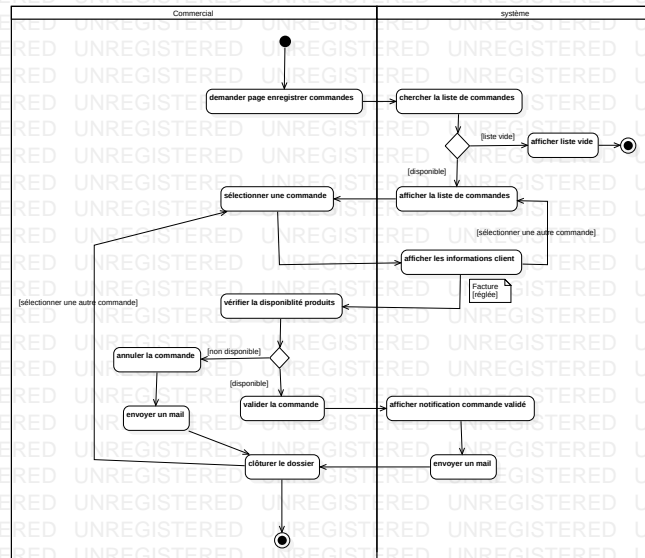 Commercial
système
demander page enregistrer commandes
chercher la liste de commandes
[liste vide]
afficher liste vide
[disponible]
sélectionner une commande
afficher la liste de commandes
[sélectionner une autre commande]
afficher les informations client
Facture
[réglée]
[sélectionner une autre commande]
vérifier la disponiblité produits
[non disponible]
annuler la commande
[disponible]
valider la commande
afficher notification commande validé
envoyer un mail
clôturer le dossier
envoyer un mail
UNREGISTERED